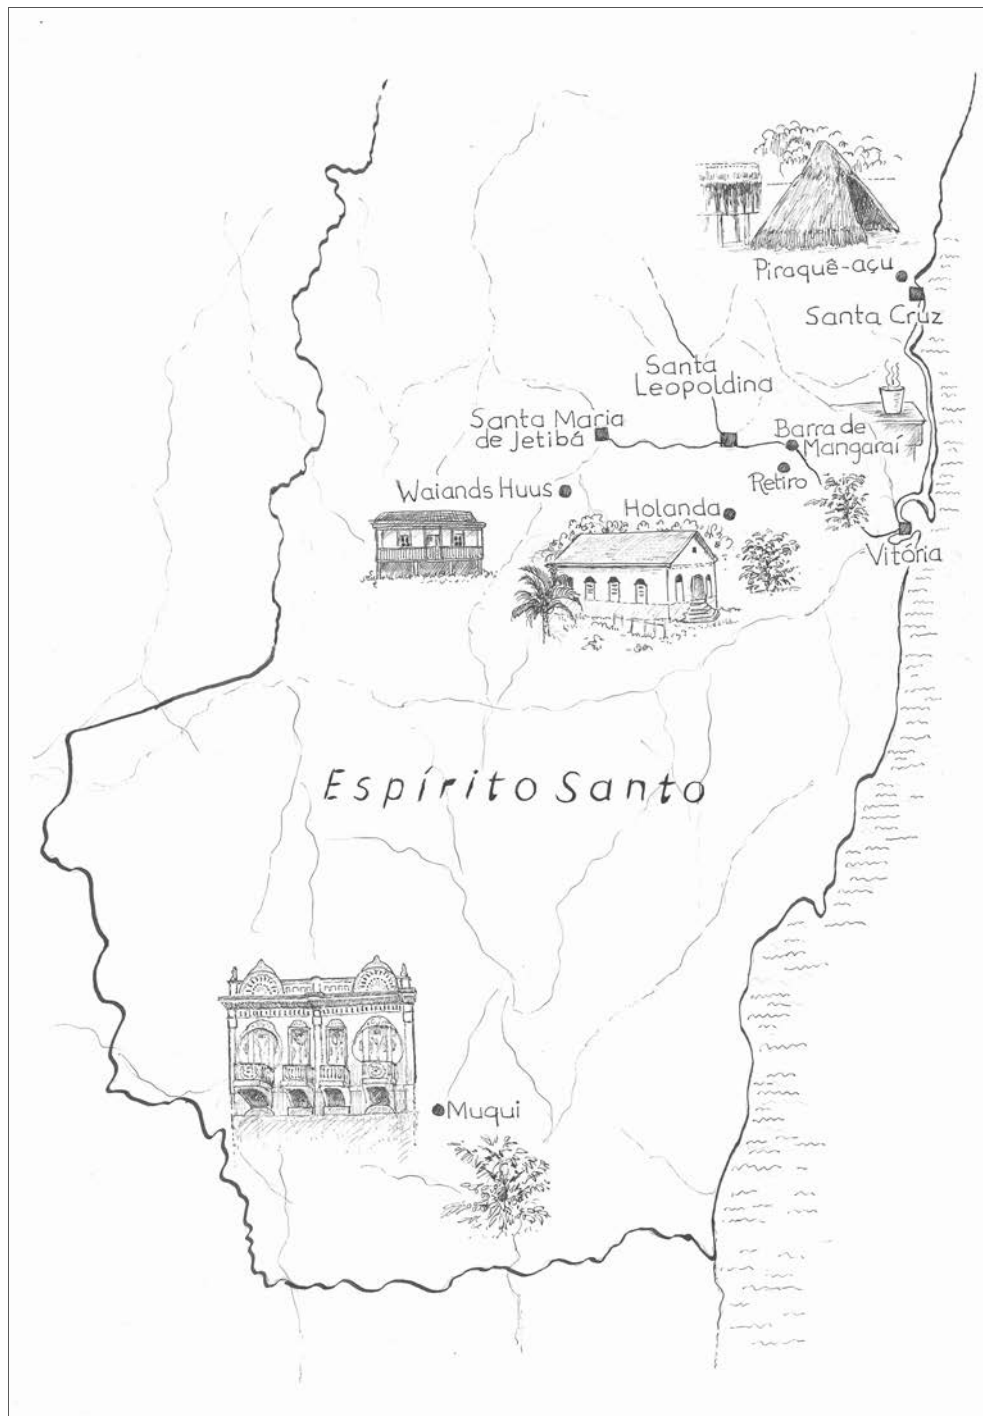 Piraquê-açu
Santa Cruz
Santa
Leopoldina
Santa Maria
de Jetibá
Barra de
Mangaraí
Retiro
Waiands Huus
Holanda
Vitória
Espírito Santo
Muqui